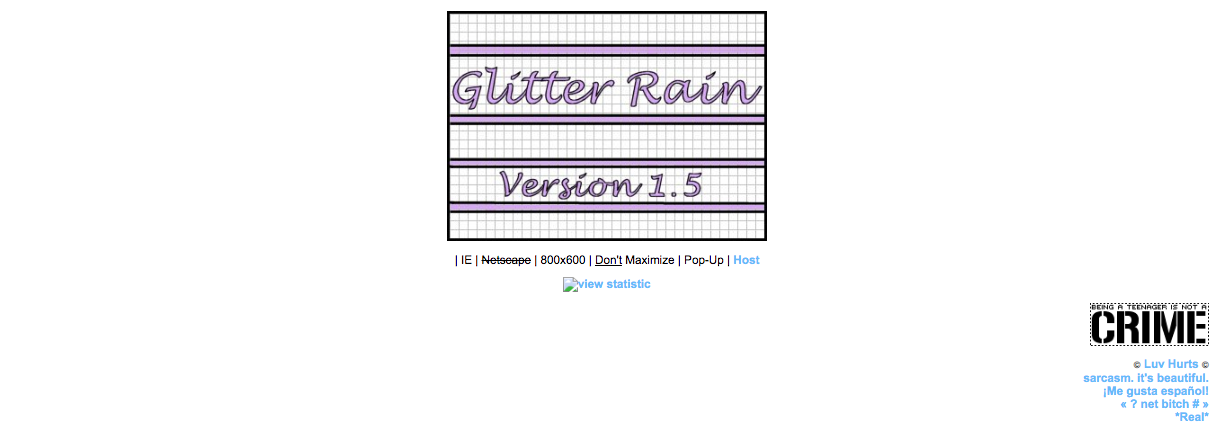 Glitter Rain
Version 1.5
| IE | Netscape | 800x600 | Don't Maximize | Pop-Up | Host
view statistic
BEING A TEENAGER IS NOT A
CRIME
© Luv Hurts ©
sarcasm. it's beautiful.
¡Me gusta español!
« ? net bitch # »
*Real*